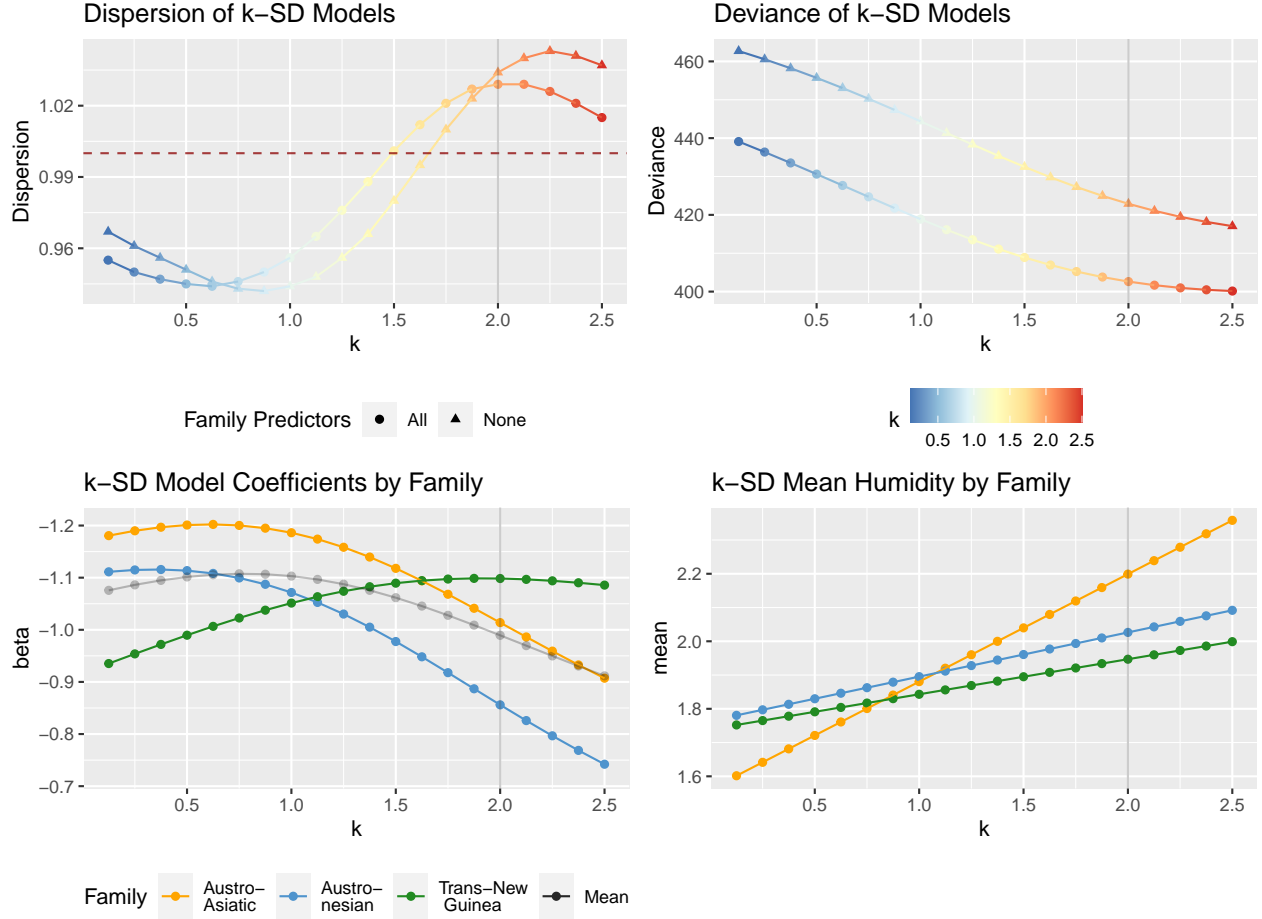 Dispersion of k−SD Models
Deviance of k−SD Models
Dispersion
1.02
0.99
0.96
0.5 1.0 1.5 2.0 2.5
k
Deviance
460
440
420
400
0.5 1.0 1.5 2.0 2.5
k
Family Predictors All None
k
0.5 1.0 1.5 2.0 2.5
k−SD Model Coefficients by Family
k−SD Mean Humidity by Family
beta
−1.2
−1.1
−1.0
−0.9
−0.8
−0.7
0.5 1.0 1.5 2.0 2.5
k
mean
2.2
2.0
1.8
1.6
0.5 1.0 1.5 2.0 2.5
k
Family
Austro−
Asiatic
Austro−
nesian
Trans−New
Guinea
Mean